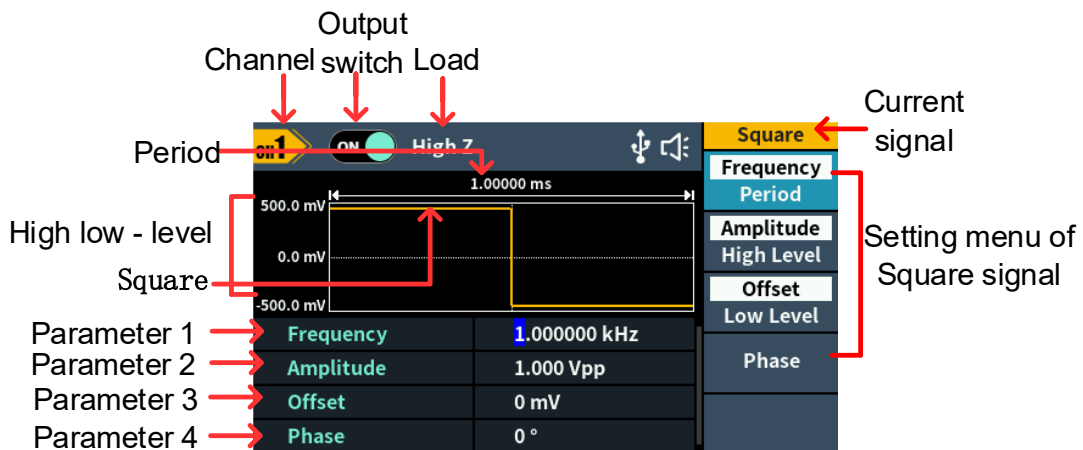 Output
Channel switch Load
Current
signal
CH1 ON High Z
Square
Period
1.00000 ms
Frequency
Period
500.0 mV
High low - level
0.0 mV
Amplitude
High Level
Setting menu of
Square signal
Square
-500.0 mV
Offset
Low Level
Parameter 1 Frequency 1.000000 kHz
Parameter 2 Amplitude 1.000 Vpp
Phase
Parameter 3 Offset 0 mV
Parameter 4 Phase 0 °